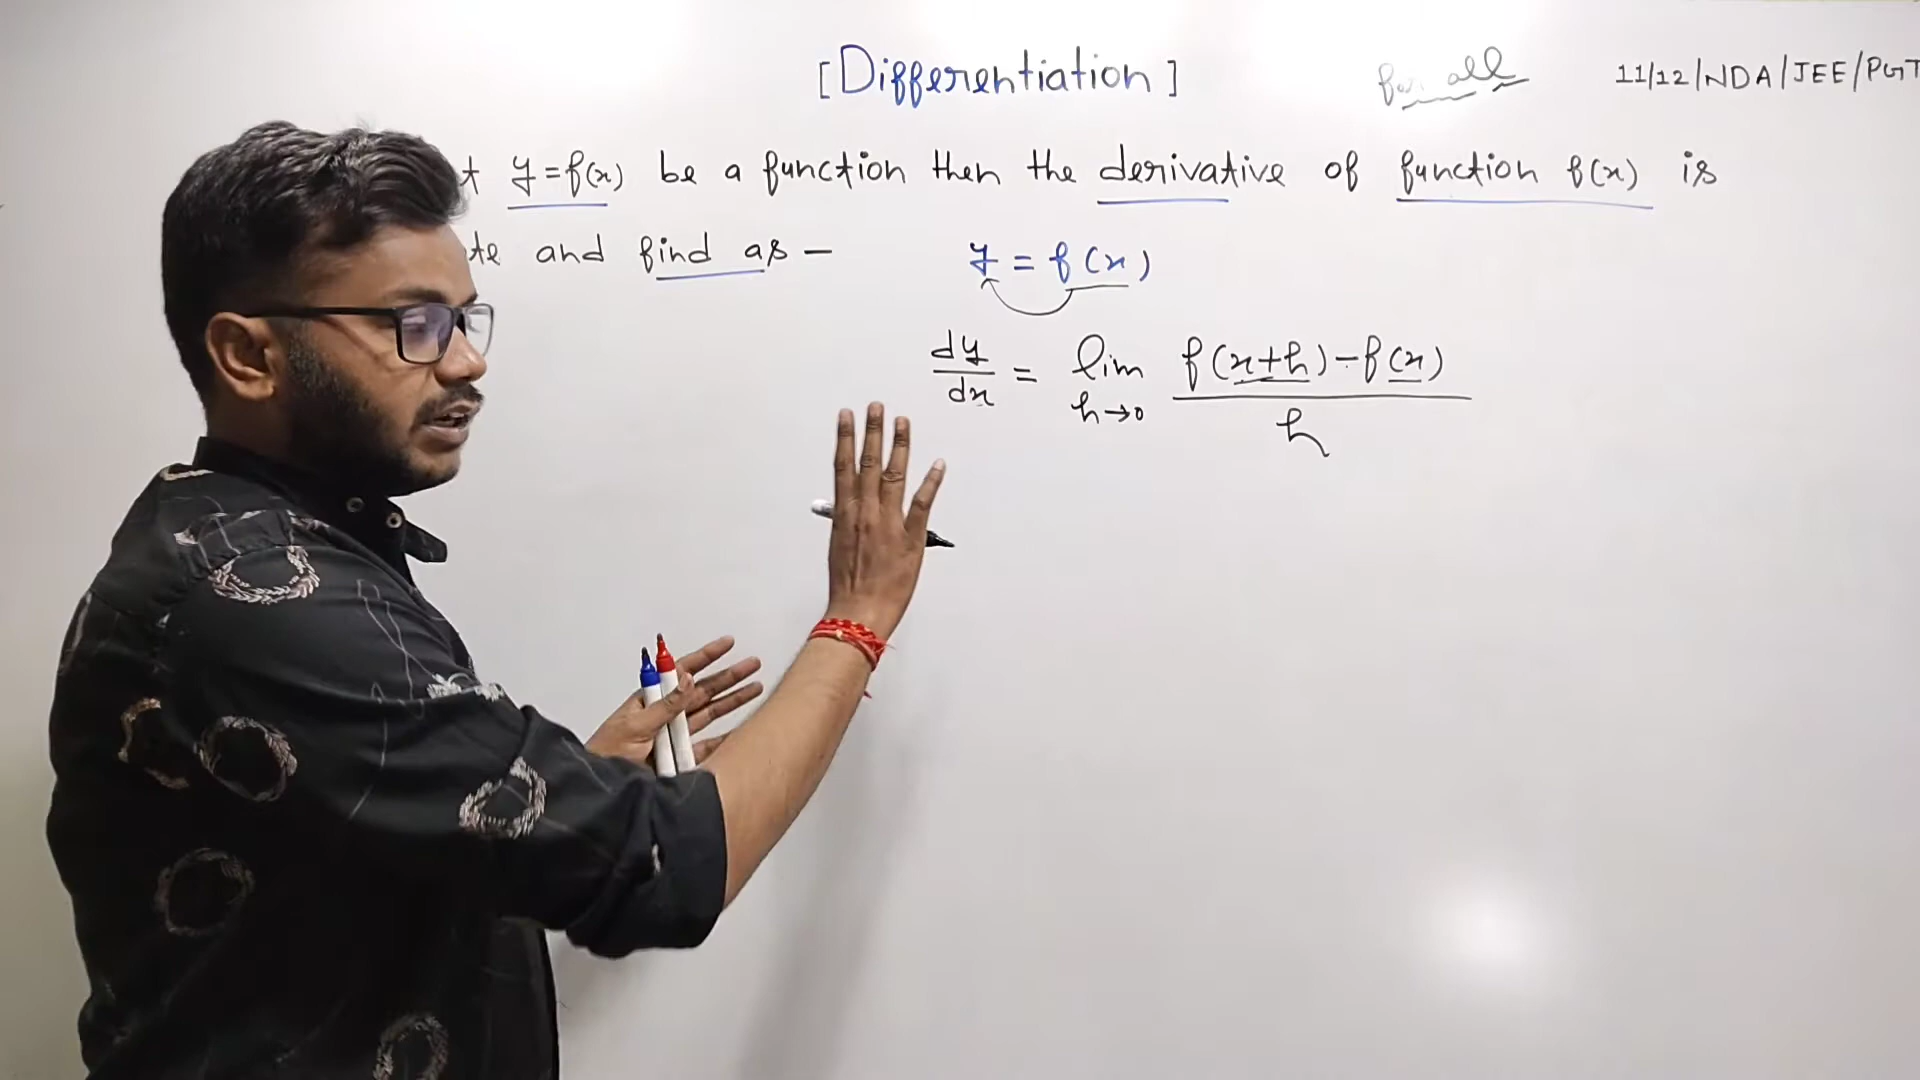 [Differentiation]
for all
11/12/NDA/JEE/PGT
y=f(x) be a function then the derivative of function f(x) is
and find as –
y = f(x)
dy/dx = lim h→0 f(x+h)-f(x)/h